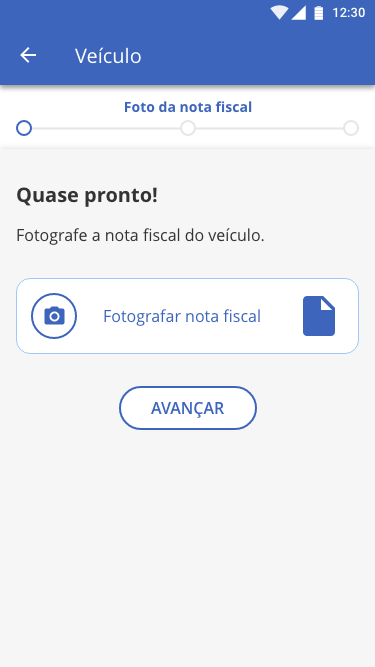 12:30
Veículo
Foto da nota fiscal
Quase pronto!
Fotografe a nota fiscal do veículo.
Fotografar nota fiscal
AVANÇAR